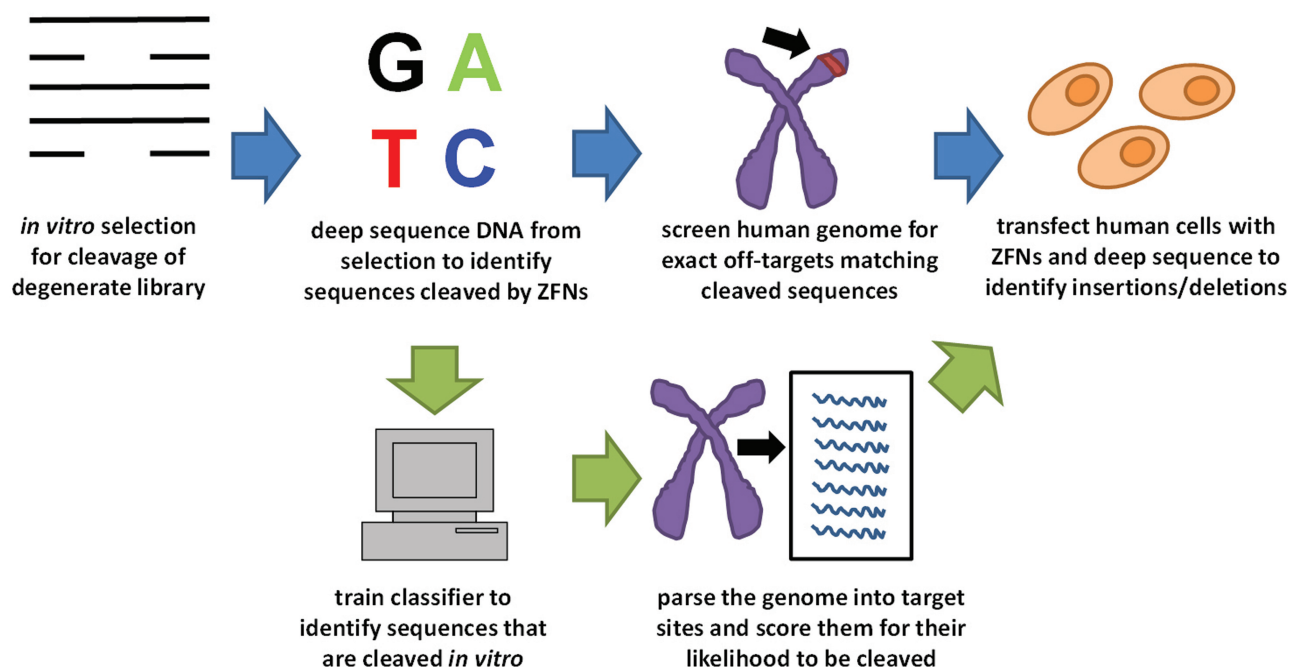 G A
T C
in vitro selection
for cleavage of
degenerate library
deep sequence DNA from
selection to identify
sequences cleaved by ZFNs
screen human genome for
exact off-targets matching
cleaved sequences
transfect human cells with
ZFNs and deep sequence to
identify insertions/deletions
train classifier to
identify sequences that
are cleaved in vitro
parse the genome into target
sites and score them for their
likelihood to be cleaved